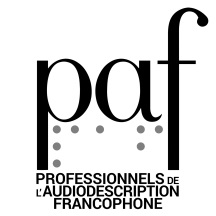 paf
PROFESSIONNELS DE
L'AUDIODESCRIPTION
FRANCOPHONE